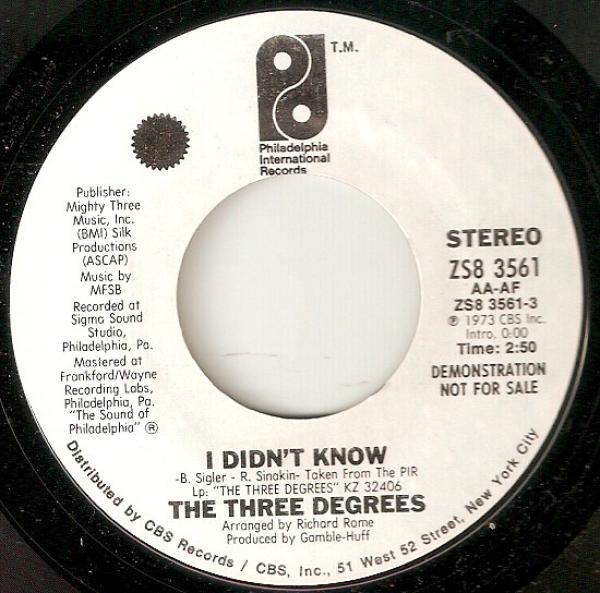 T.M.
Philadelphia
International
Records
Publisher:
Mighty Three
Music, Inc.
(BMI) Silk
Productions
(ASCAP)
Music by
MFSB
Recorded at
Sigma Sound
Studio,
Philadelphia, Pa.
Mastered at
Frankford/Wayne
Recording Labs,
Philadelphia, Pa.
"The Sound of
Philadelphia" ®
STEREO
ZS8 3561
AA-AF
ZS8 3561-3
℗ 1973 CBS Inc.
Intro. 0:00
Time: 2:50
DEMONSTRATION
NOT FOR SALE
I DIDN'T KNOW
-B. Sigler - R. Sinakin- Taken From The PIR
Lp: "THE THREE DEGREES" KZ 32406
THE THREE DEGREES
Arranged by Richard Rome
Produced by Gamble-Huff
Distributed by CBS Records / CBS, Inc., 51 West 52 Street, New York City